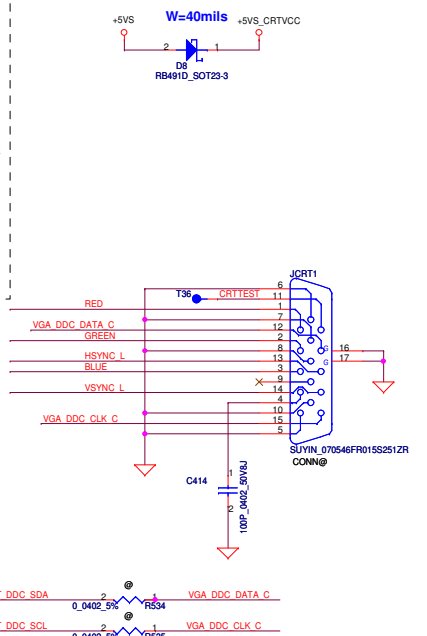 W=40mils
+5VS
+5VS_CRTVCC
2
1
D8
RB491D_SOT23-3
JCRT1
6
T36
CRTTEST
11
RED
1
7
VGA_DDC_DATA_C
12
GREEN
2
8
G
16
HSYNC_L
13
G
17
BLUE
3
9
VSYNC_L
14
4
10
VGA_DDC_CLK_C
15
5
SUYIN_070546FR015S251ZR
CONN@
C414
1
2
100P_0402_50V8J
@
DDC_SDA
2
1
VGA_DDC_DATA_C
0_0402_5%
R534
@
DDC_SCL
2
1
VGA_DDC_CLK_C